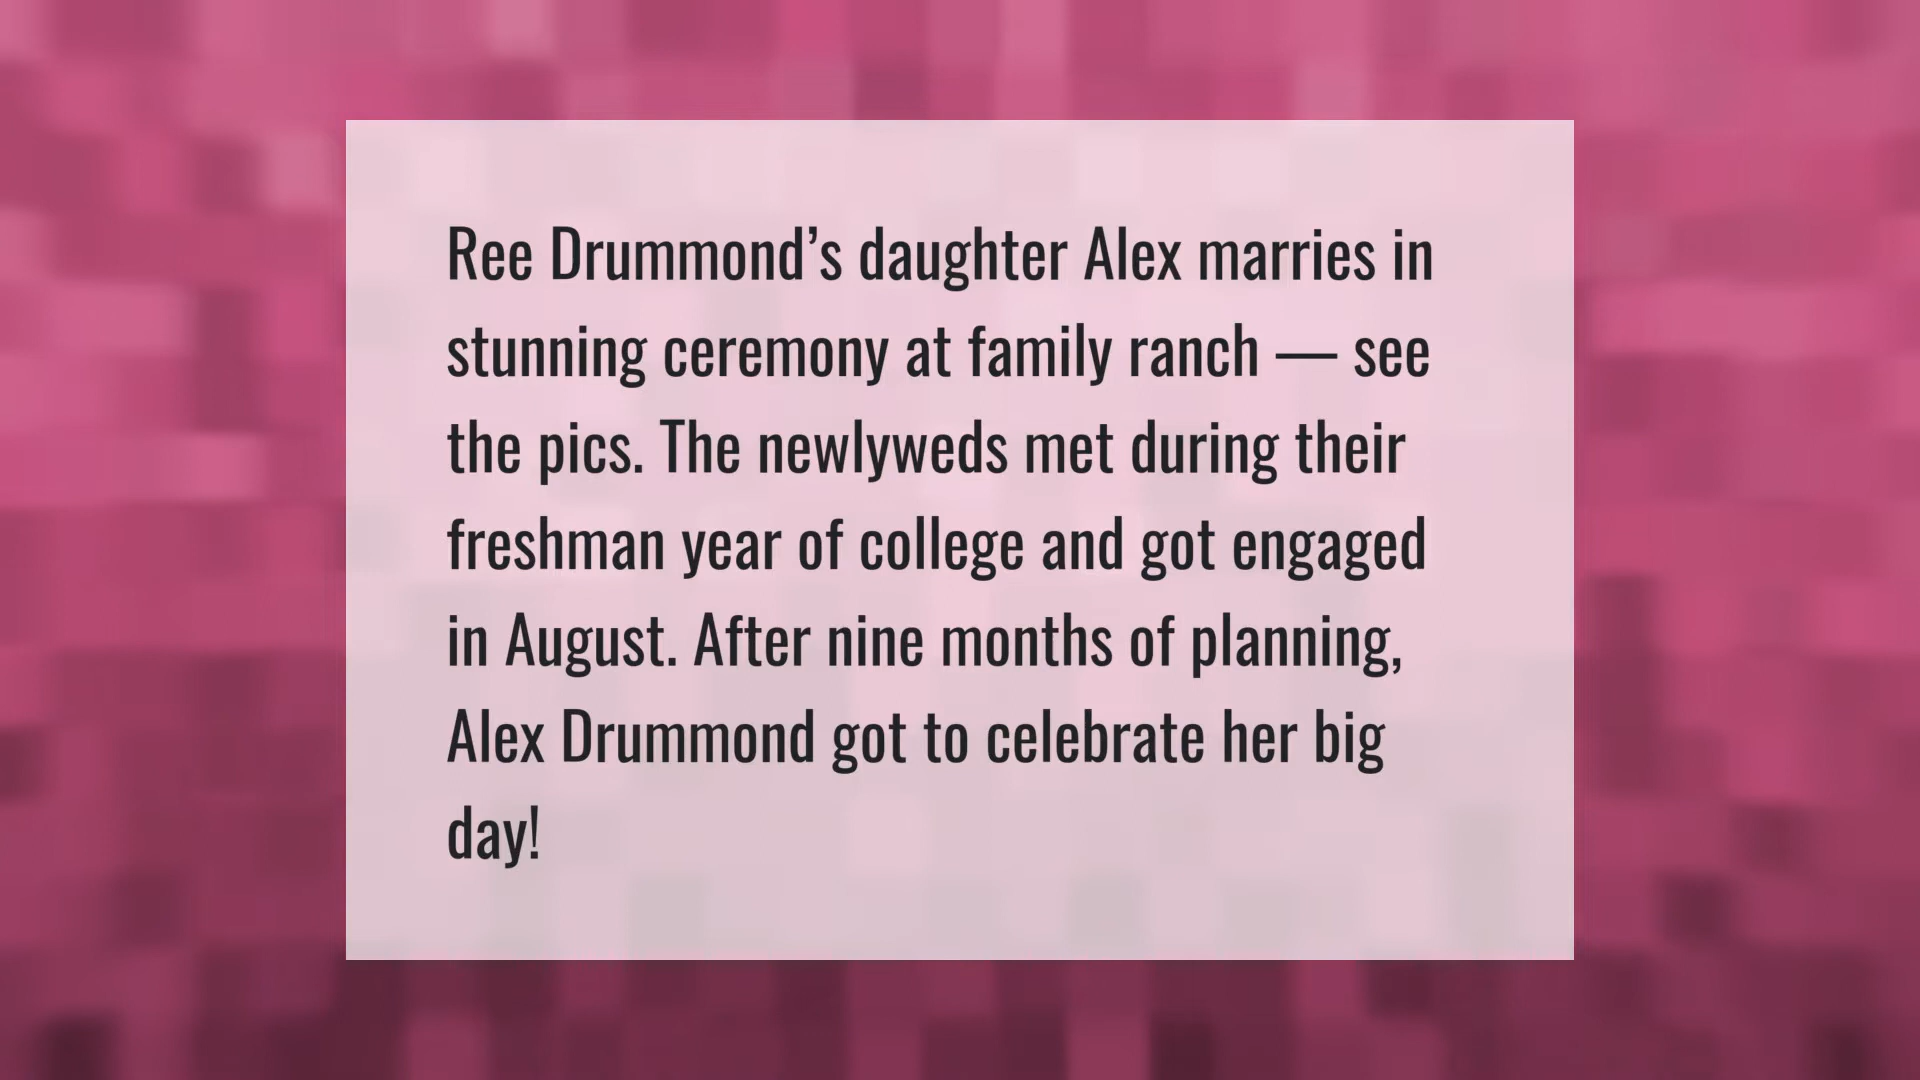 Ree Drummond’s daughter Alex marries in
stunning ceremony at family ranch — see
the pics. The newlyweds met during their
freshman year of college and got engaged
in August. After nine months of planning,
Alex Drummond got to celebrate her big
day!